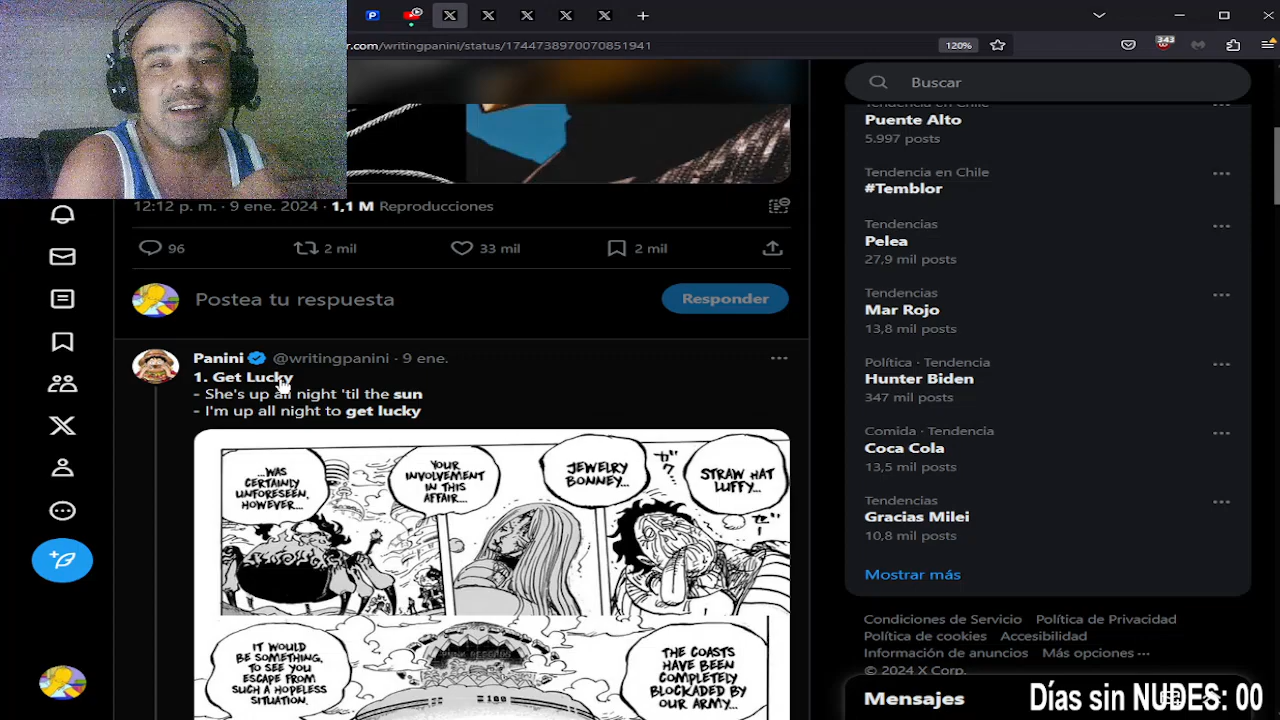 r.com/writingpanini/status/1744738970070851941
120%
343
Buscar
Tendencia en Chile
Puente Alto
5.997 posts
Tendencia en Chile
#Temblor
Tendencias
Pelea
27,9 mil posts
Tendencias
Mar Rojo
13,8 mil posts
Política · Tendencia
Hunter Biden
347 mil posts
Comida · Tendencia
Coca Cola
13,5 mil posts
Tendencias
Gracias Milei
10,8 mil posts
Mostrar más
Condiciones de Servicio Política de Privacidad
Política de cookies Accesibilidad
Información de anuncios Más opciones ···
© 2024 X Corp.
Mensajes
Días sin NUDES: 00
12:12 p. m. · 9 ene. 2024 · 1,1 M Reproducciones
96 2 mil 33 mil 2 mil
Postea tu respuesta
Responder
Panini @writingpanini · 9 ene.
1. Get Lucky
- She's up all night 'til the sun
- I'm up all night to get lucky
...WAS
CERTAINLY
UNFORESEEN,
HOWEVER...
YOUR
INVOLVEMENT
IN THIS
AFFAIR...
JEWELRY
BONNEY...
STRAW HAT
LUFFY...
IT WOULD
BE SOMETHING,
TO SEE YOU
ESCAPE FROM
SUCH A HOPELESS
SITUATION.
THE COASTS
HAVE BEEN
COMPLETELY
BLOCKADED BY
OUR ARMY...